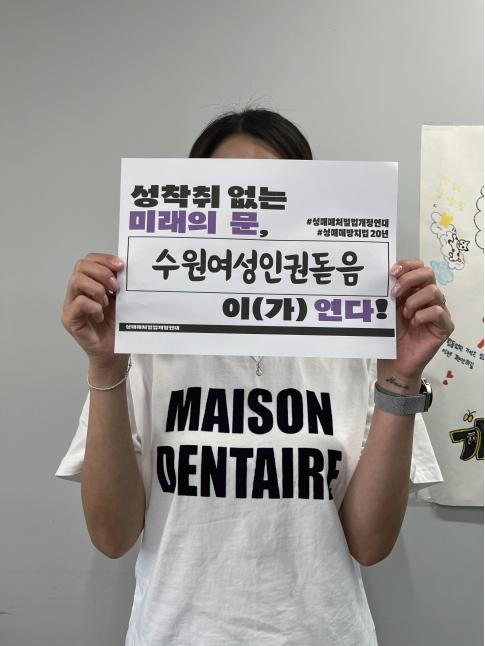 성착취 없는
미래의 문,
#성매매처벌법개정연대
#성매매방지법 20년
수원여성인권돋음
이(가) 연다!
성매매처벌법개정연대
MAISON
DENTAIRE